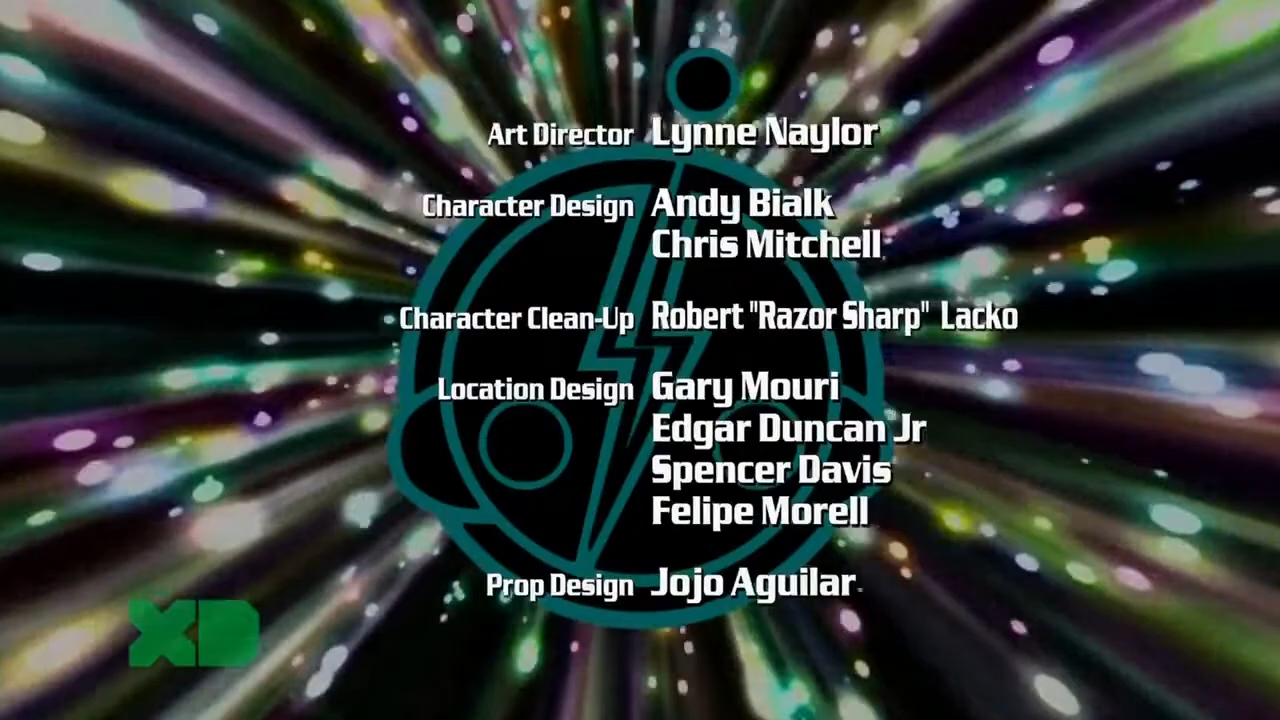 Art Director Lynne Naylor
Character Design Andy Bialk
Chris Mitchell
Character Clean-Up Robert "Razor Sharp" Lacko
Location Design Gary Mouri
Edgar Duncan Jr
Spencer Davis
Felipe Morell
Prop Design Jojo Aguilar
XD